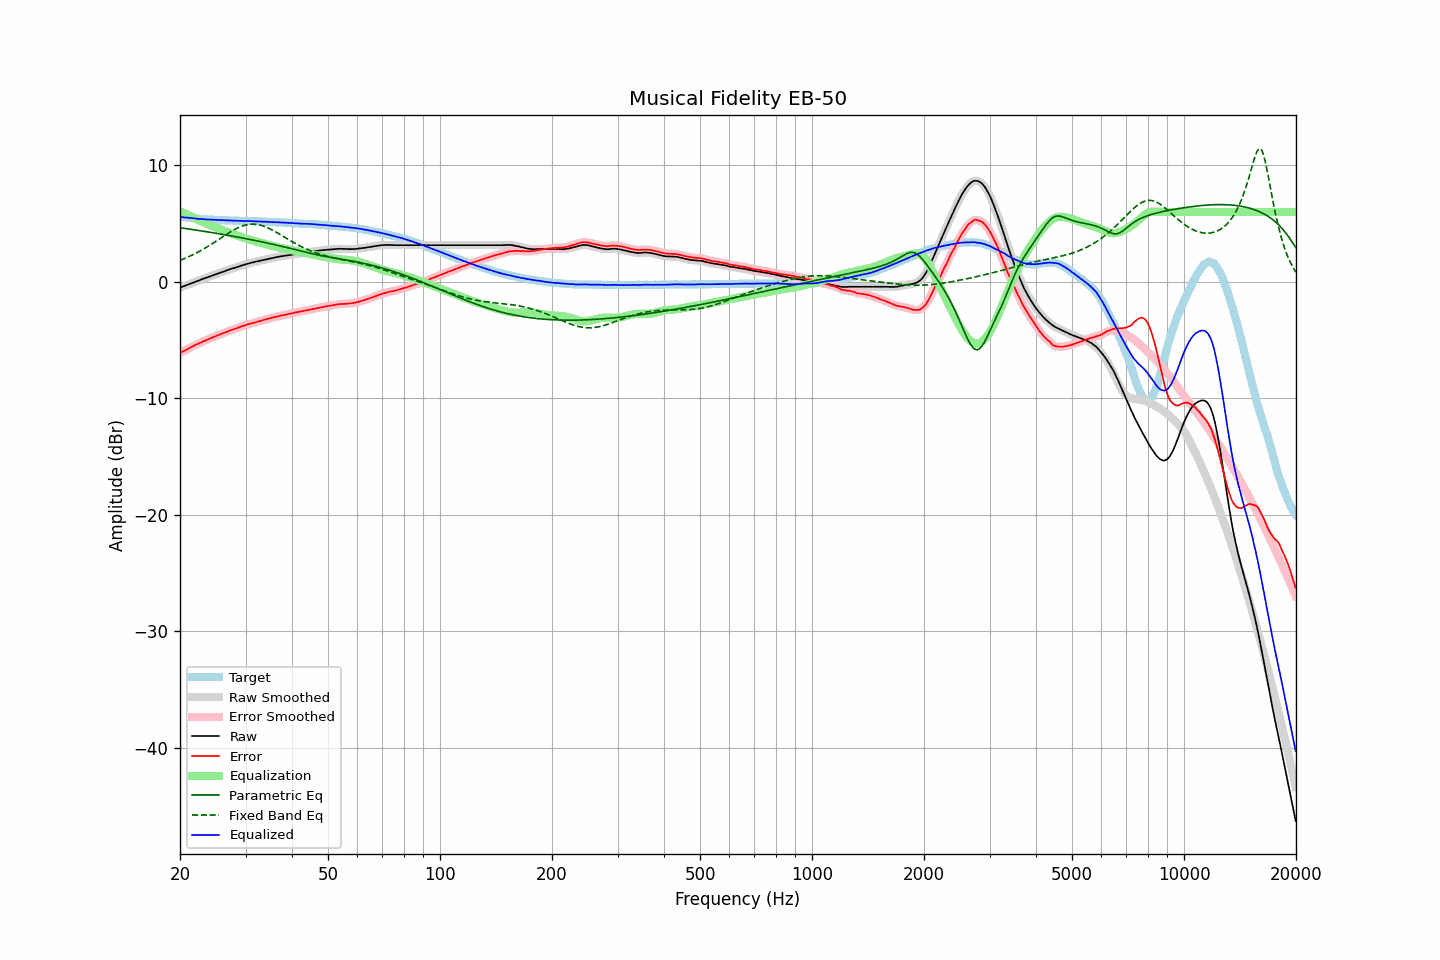 Musical Fidelity EB-50
Amplitude (dBr)
10
0
−10
−20
−30
−40
Target
Raw Smoothed
Error Smoothed
Raw
Error
Equalization
Parametric Eq
Fixed Band Eq
Equalized
20 50 100 200 500 1000 2000 5000 10000 20000
Frequency (Hz)